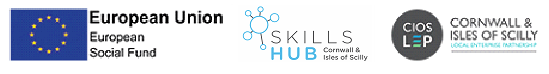 European Union
European
Social Fund
SKILLS
HUB Cornwall &
Isles of Scilly
CIOS
LEP
CORNWALL &
ISLES OF SCILLY
LOCAL ENTERPRISE PARTNERSHIP